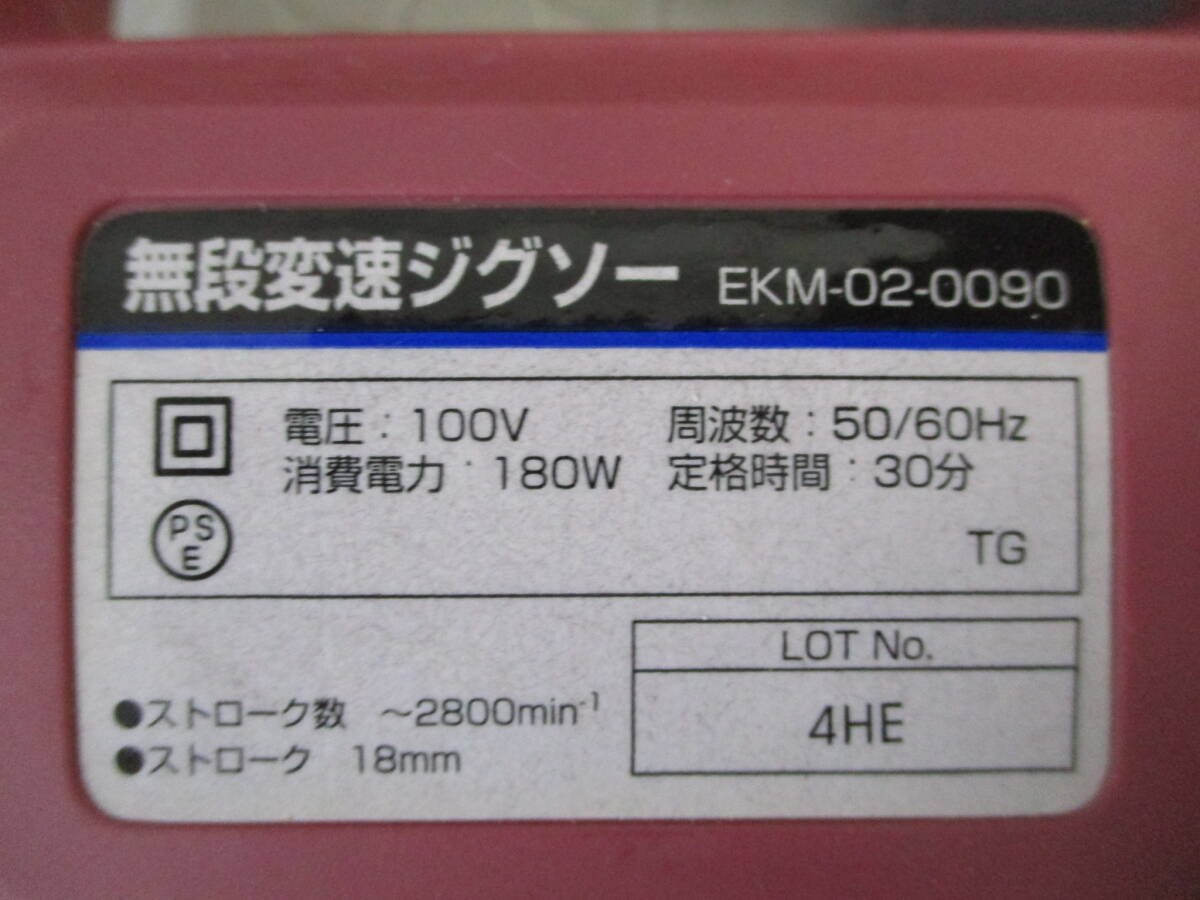 無段変速ジグソー EKM-02-0090
電圧：100V 周波数：50/60Hz
消費電力：180W 定格時間：30分
PS
E
TG
LOT No.
4HE
●ストローク数 ～2800min⁻¹
●ストローク 18mm